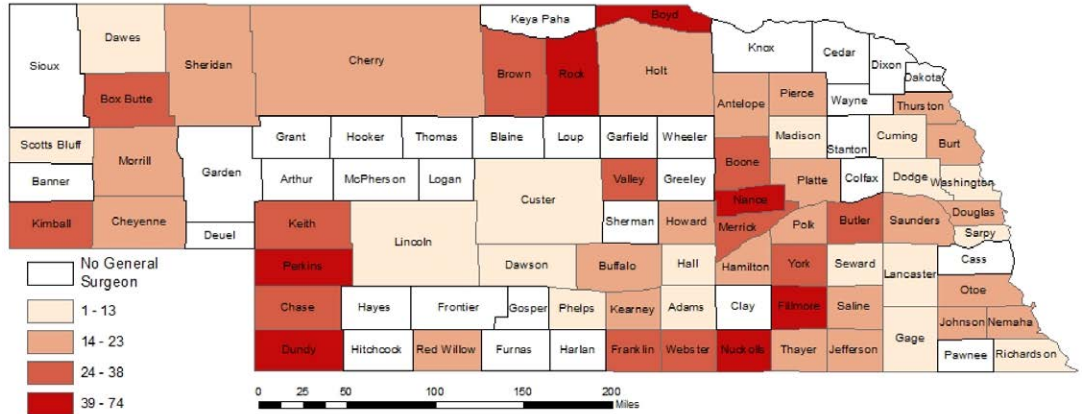 Keya Paha
Boyd
Dawes
Sioux
Sheridan
Cherry
Brown
Rock
Holt
Knox
Cedar
Dixon
Dakota
Box Butte
Antelope
Pierce
Wayne
Thurston
Scotts Bluff
Morrill
Garden
Grant
Hooker
Thomas
Blaine
Loup
Garfield
Wheeler
Madison
Stanton
Cuming
Burt
Banner
Arthur
McPherson
Logan
Custer
Valley
Greeley
Boone
Platte
Colfax
Dodge
Washington
Nance
Kimball
Cheyenne
Deuel
Keith
Lincoln
Sherman
Howard
Merrick
Polk
Butler
Saunders
Douglas
Sarpy
Perkins
Dawson
Buffalo
Hall
Hamilton
York
Seward
Lancaster
Cass
Otoe
Chase
Hayes
Frontier
Gosper
Phelps
Kearney
Adams
Clay
Fillmore
Saline
Johnson
Nemaha
Dundy
Hitchcock
Red Willow
Furnas
Harlan
Franklin
Webster
Nuckolls
Thayer
Jefferson
Gage
Pawnee
Richardson
No General
Surgeon
1 - 13
14 - 23
24 - 38
39 - 74
0 25 50 100 150 200
Miles